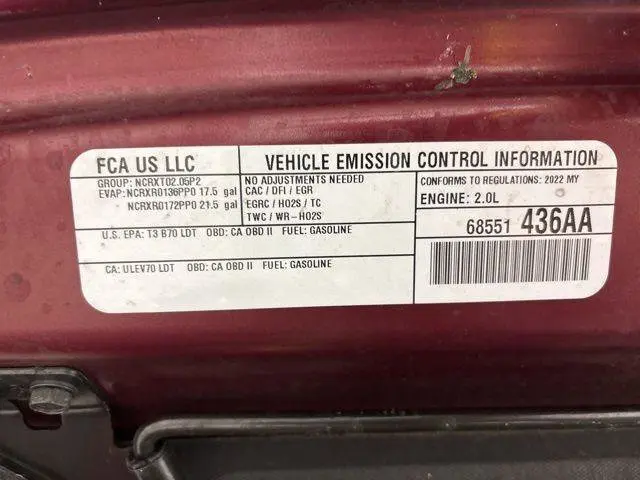 FCA US LLC
VEHICLE EMISSION CONTROL INFORMATION
GROUP: NCRXT02.05P2
EVAP: NCRXR0136PP0 17.5 gal
NCRXR0172PP0 21.5 gal
NO ADJUSTMENTS NEEDED
CAC / DFI / EGR
EGRC / HO2S / TC
TWC / WR-HO2S
CONFORMS TO REGULATIONS: 2022 MY
ENGINE: 2.0L
U.S. EPA: T3 B70 LDT OBD: CA OBD II FUEL: GASOLINE
68551 436AA
CA: ULEV70 LDT OBD: CA OBD II FUEL: GASOLINE